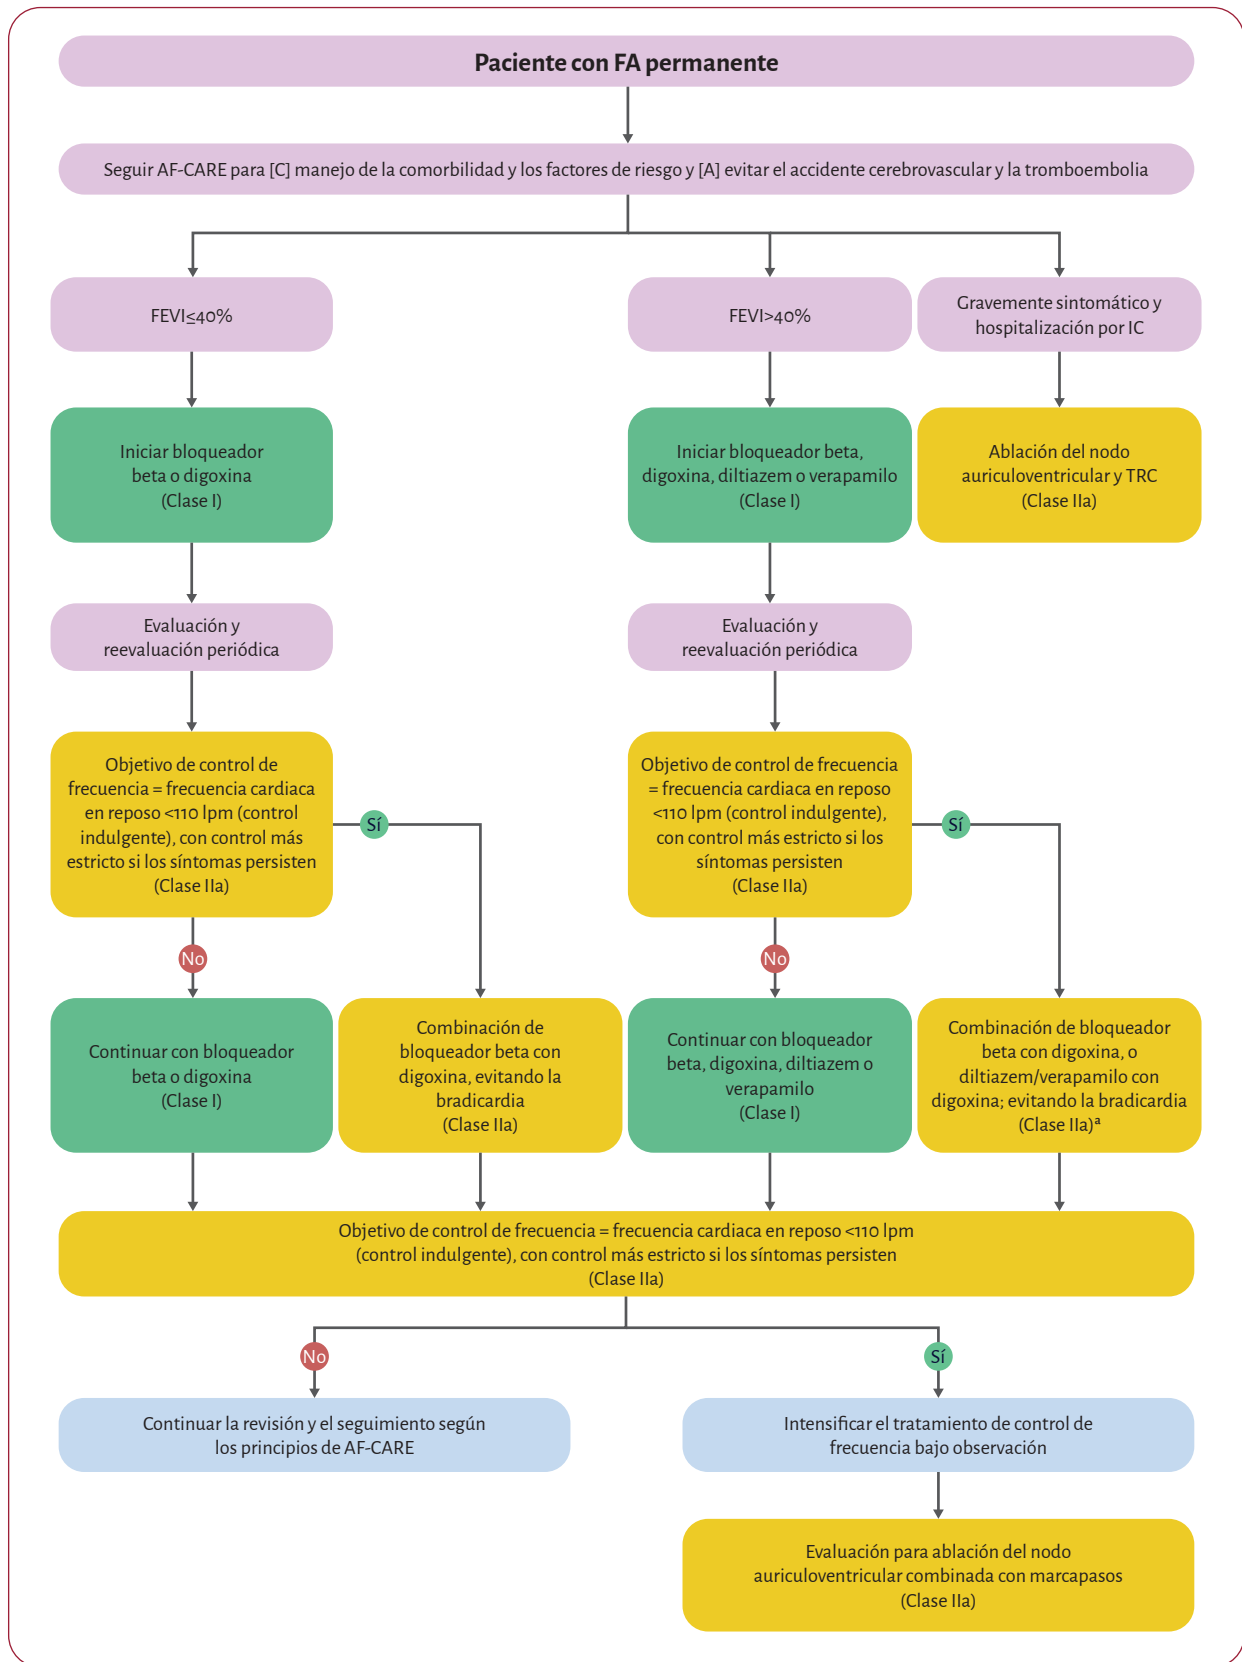 Paciente con FA permanente
Seguir AF-CARE para [C] manejo de la comorbilidad y los factores de riesgo y [A] evitar el accidente cerebrovascular y la tromboembolia
FEVI≤40%
FEVI>40%
Gravemente sintomático y
hospitalización por IC
Iniciar bloqueador
beta o digoxina
(Clase I)
Iniciar bloqueador beta,
digoxina, diltiazem o verapamilo
(Clase I)
Ablación del nodo
auriculoventricular y TRC
(Clase IIa)
Evaluación y
reevaluación periódica
Evaluación y
reevaluación periódica
Objetivo de control de
frecuencia = frecuencia cardiaca
en reposo <110 lpm (control
indulgente), con control más
estricto si los síntomas persisten
(Clase IIa)
Sí
Objetivo de control de frecuencia
= frecuencia cardiaca en reposo
<110 lpm (control indulgente),
con control más estricto si los
síntomas persisten
(Clase IIa)
Sí
No
No
Continuar con bloqueador
beta o digoxina
(Clase I)
Combinación de
bloqueador beta con
digoxina, evitando la
bradicardia
(Clase IIa)
Continuar con bloqueador
beta, digoxina, diltiazem o
verapamilo
(Clase I)
Combinación de bloqueador
beta con digoxina, o
diltiazem/verapamilo con
digoxina; evitando la bradicardia
(Clase IIa)ª
Objetivo de control de frecuencia = frecuencia cardiaca en reposo <110 lpm
(control indulgente), con control más estricto si los síntomas persisten
(Clase IIa)
No
Sí
Continuar la revisión y el seguimiento según
los principios de AF-CARE
Intensificar el tratamiento de control de
frecuencia bajo observación
Evaluación para ablación del nodo
auriculoventricular combinada con marcapasos
(Clase IIa)